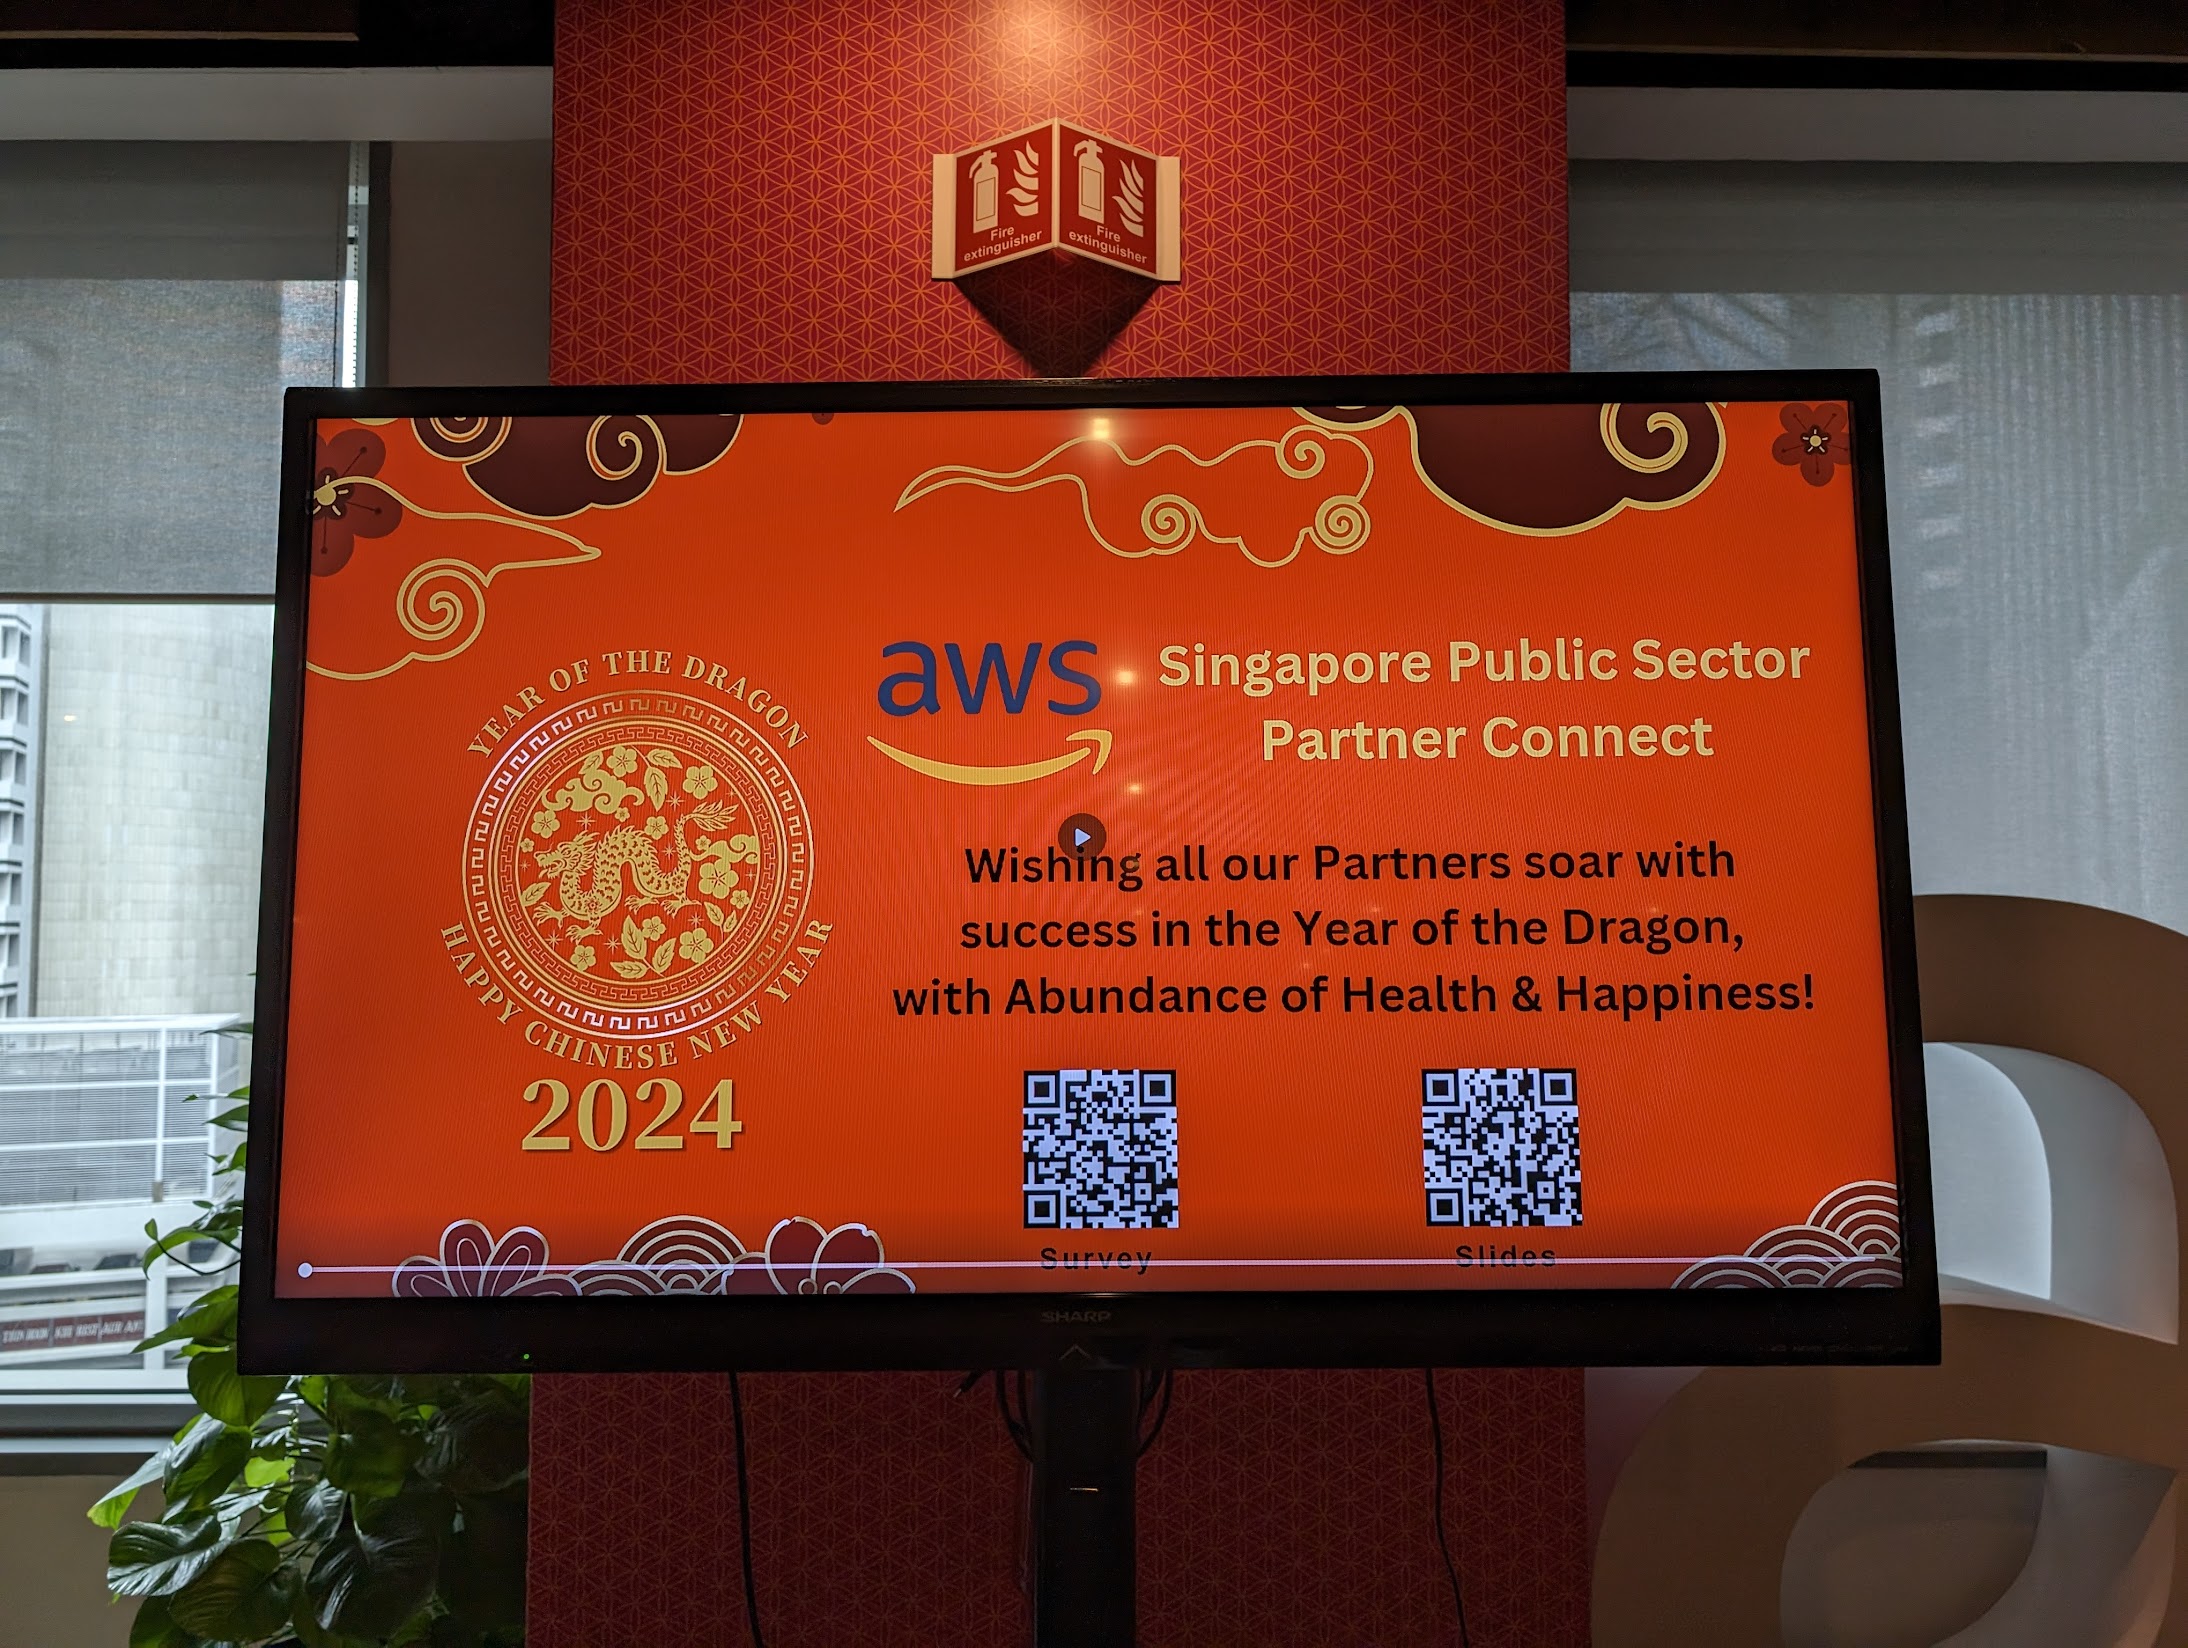 Fire
extinguisher
Fire
extinguisher
YEAR OF THE DRAGON
HAPPY CHINESE NEW YEAR
2024
aws
Singapore Public Sector
Partner Connect
Wishing all our Partners soar with
success in the Year of the Dragon,
with Abundance of Health & Happiness!
Survey
Slides
SHARP